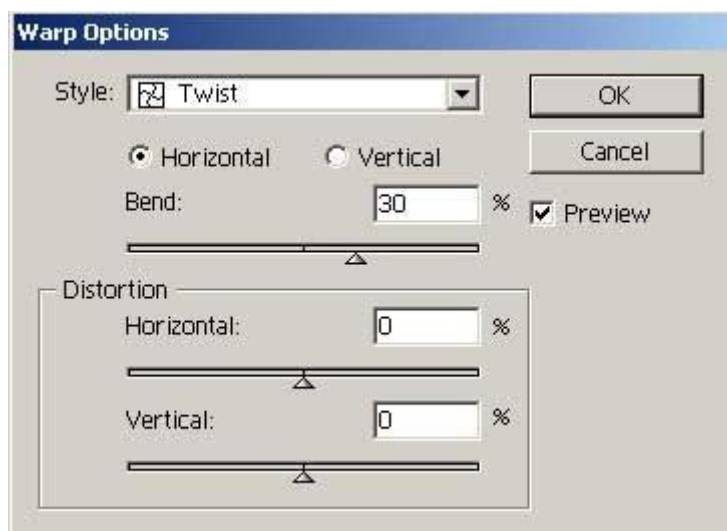 Warp Options
Style: Twist
OK
Horizontal Vertical
Cancel
Bend: 30 %
Preview
Distortion
Horizontal: 0 %
Vertical: 0 %